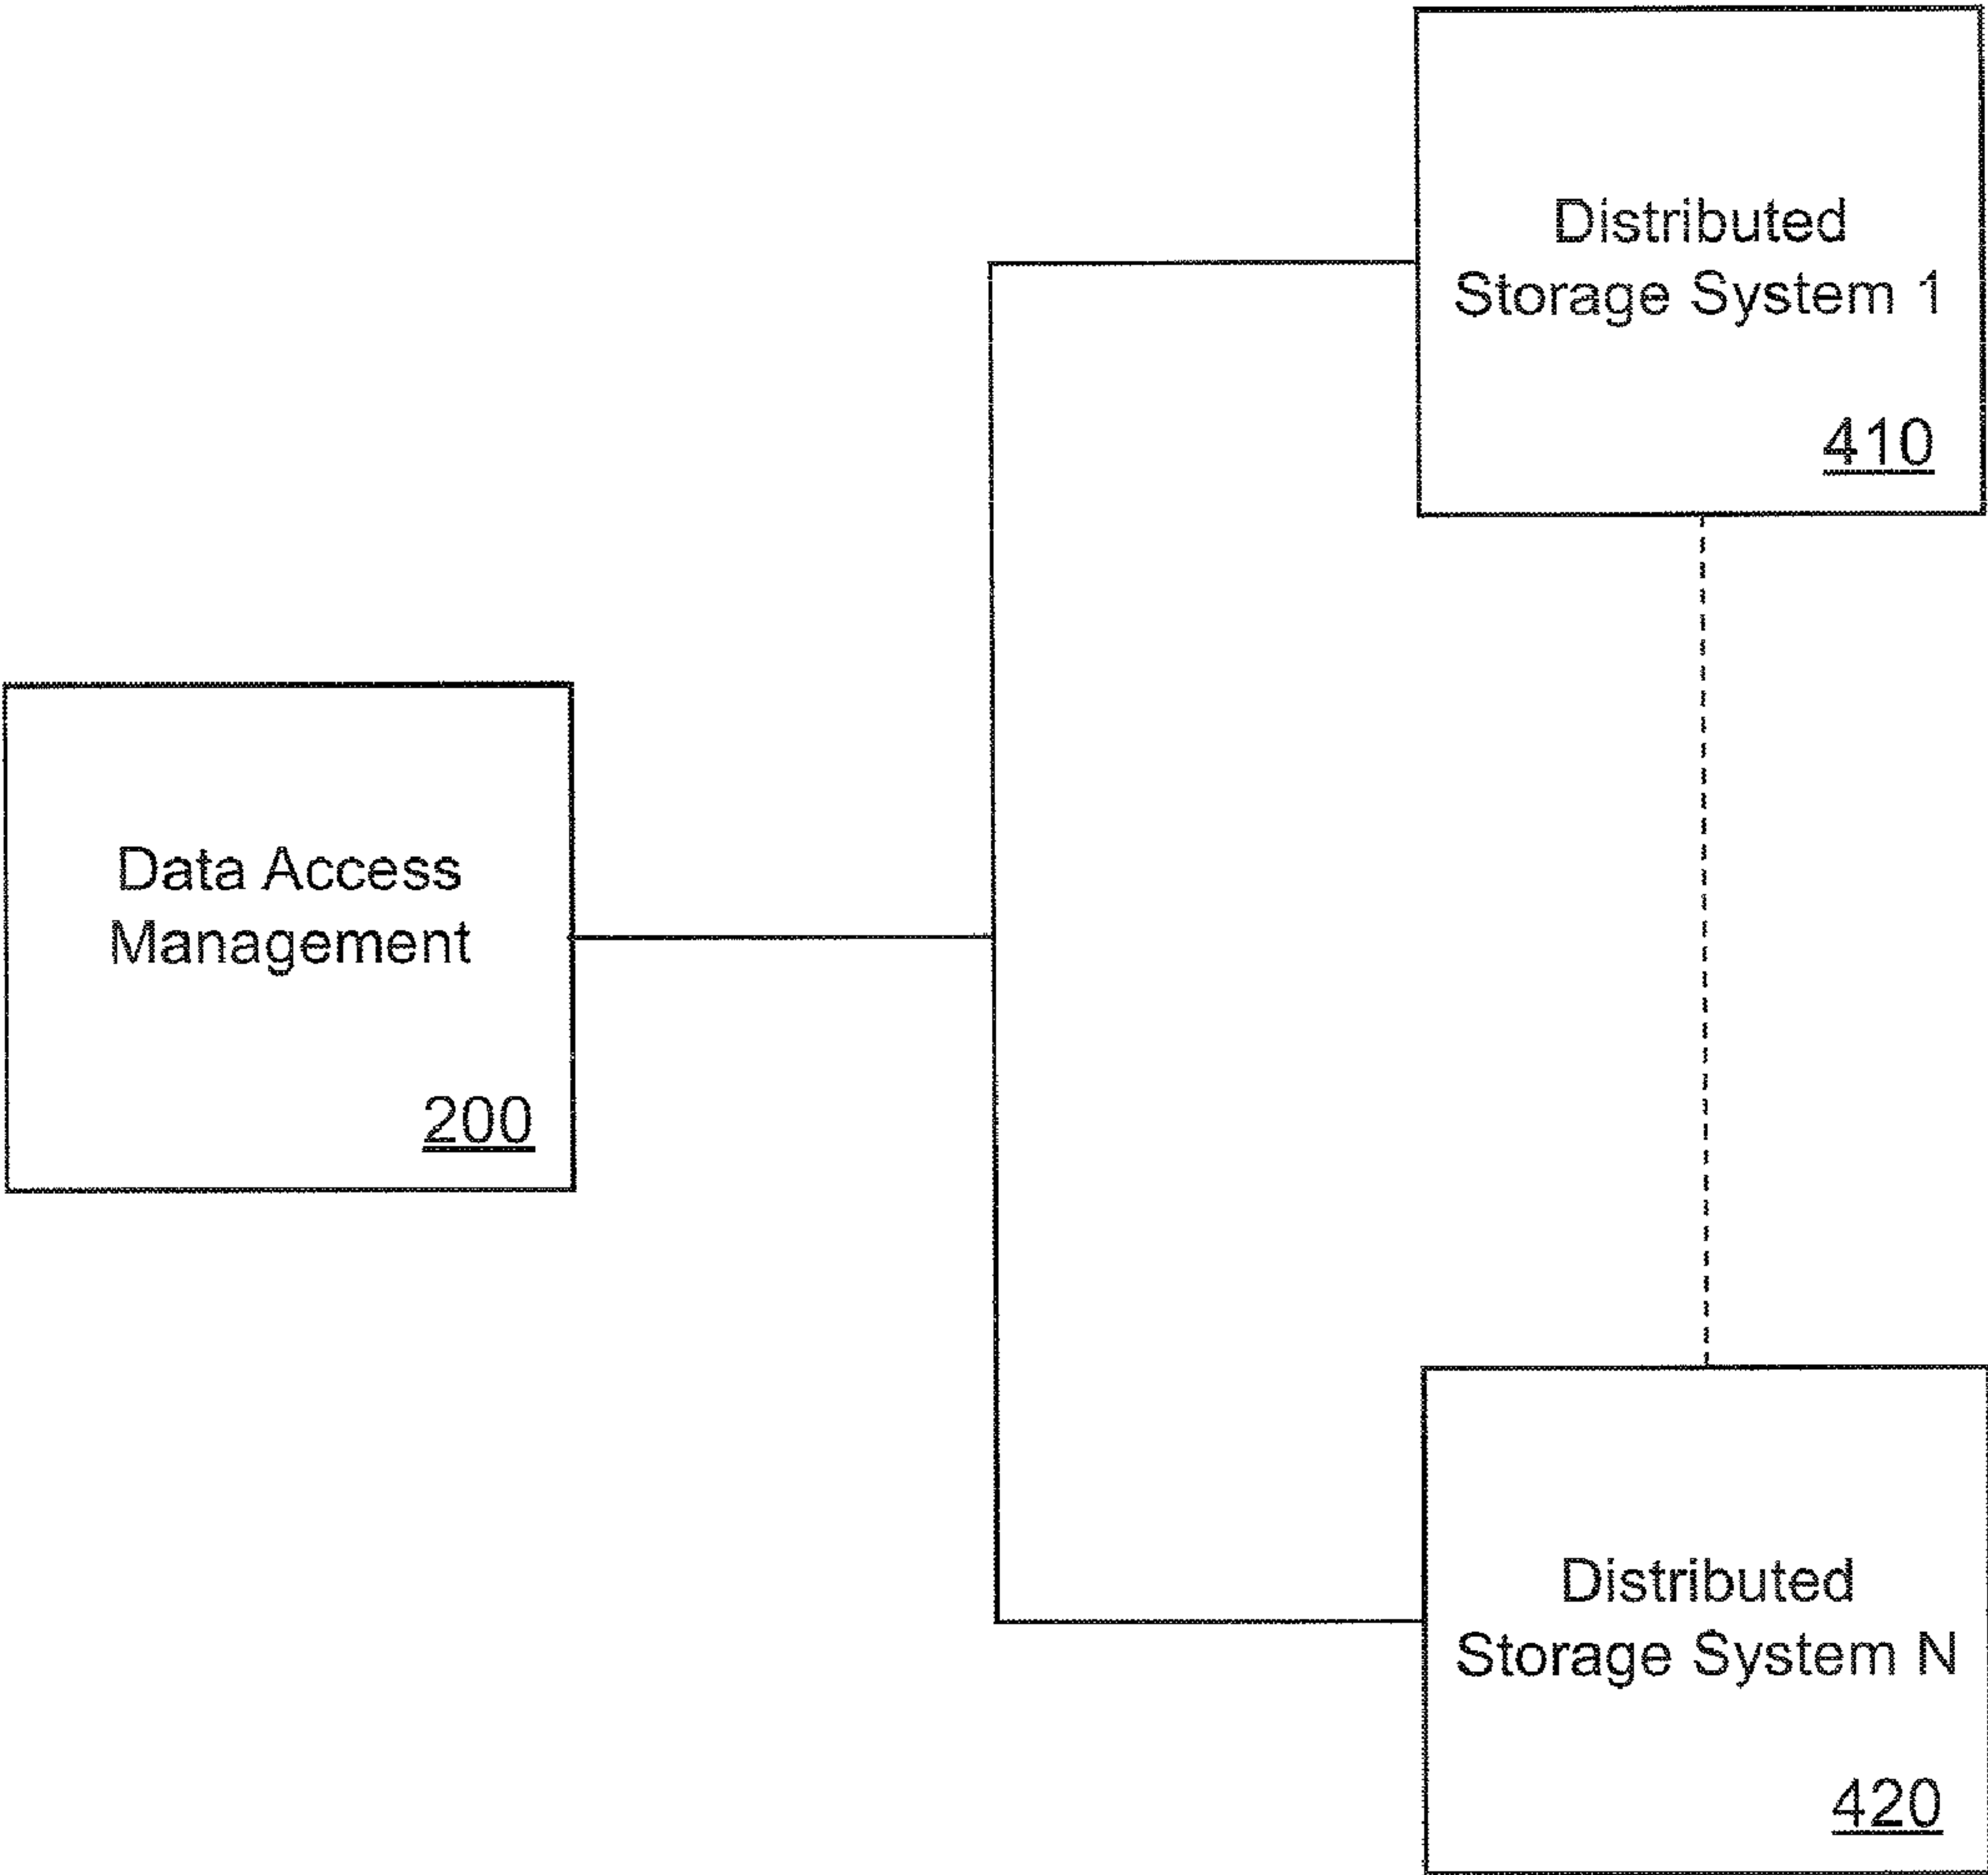 Distributed
Storage System 1
410
Data Access
Management
200
Distributed
Storage System N
420